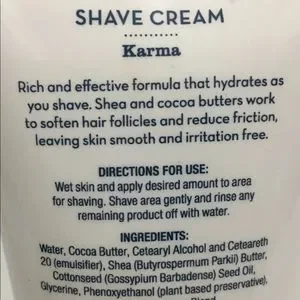 SHAVE CREAM
Karma
Rich and effective formula that hydrates as
you shave. Shea and cocoa butters work
to soften hair follicles and reduce friction,
leaving skin smooth and irritation free.
DIRECTIONS FOR USE:
Wet skin and apply desired amount to area
for shaving. Shave area gently and rinse any
remaining product off with water.
INGREDIENTS:
Water, Cocoa Butter, Cetearyl Alcohol and Ceteareth
20 (emulsifier), Shea (Butyrospermum Parkii) Butter,
Cottonseed (Gossypium Barbadense) Seed Oil,
Glycerine, Phenoxyethanol (plant based preservative),
Blend